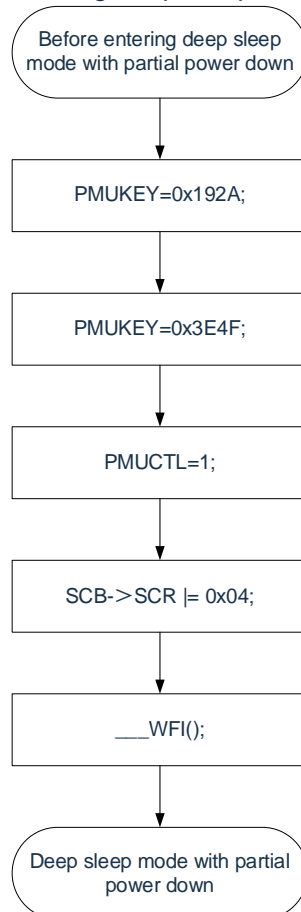 Before entering deep sleep
mode with partial power down
PMUKEY=0x192A;
PMUKEY=0x3E4F;
PMUCTL=1;
SCB->SCR |= 0x04;
___WFI();
Deep sleep mode with partial
power down